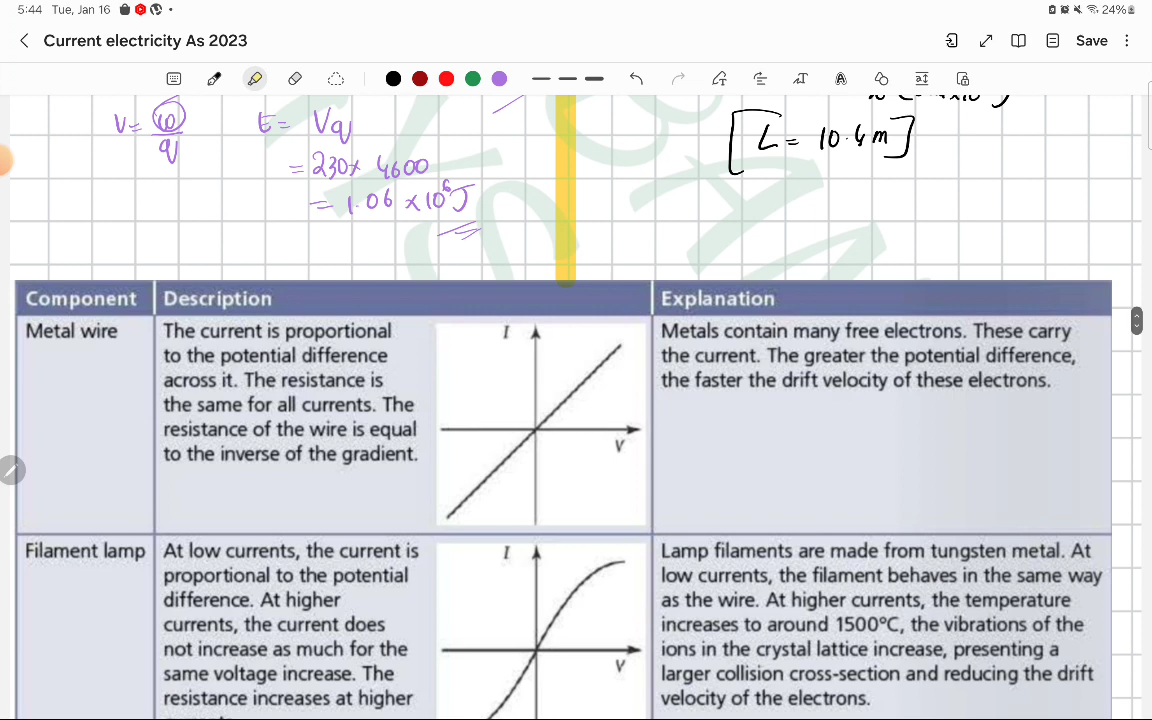 5:44 Tue, Jan 16
24%
Current electricity As 2023
Save
V = ω/q
E = Vq
= 230 × 4600
= 1.06 × 10⁶ J
[L = 10.4 m]
Component Description Explanation
Metal wire
The current is proportional
to the potential difference
across it. The resistance is
the same for all currents. The
resistance of the wire is equal
to the inverse of the gradient.
I
V
Metals contain many free electrons. These carry
the current. The greater the potential difference,
the faster the drift velocity of these electrons.
Filament lamp
At low currents, the current is
proportional to the potential
difference. At higher
currents, the current does
not increase as much for the
same voltage increase. The
resistance increases at higher
I
V
Lamp filaments are made from tungsten metal. At
low currents, the filament behaves in the same way
as the wire. At higher currents, the temperature
increases to around 1500°C, the vibrations of the
ions in the crystal lattice increase, presenting a
larger collision cross-section and reducing the drift
velocity of the electrons.